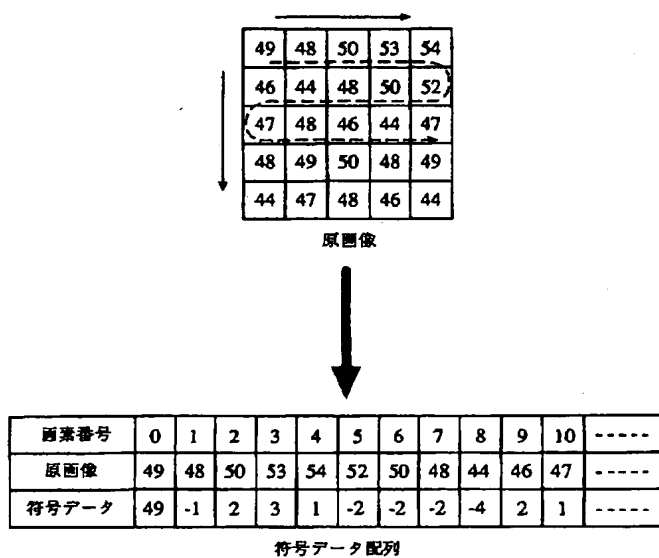 49 48 50 53 54
46 44 48 50 52
47 48 46 44 47
48 49 50 48 49
44 47 48 46 44
原画像
画素番号 0 1 2 3 4 5 6 7 8 9 10 -----
原画像 49 48 50 53 54 52 50 48 44 46 47 -----
符号データ 49 -1 2 3 1 -2 -2 -2 -4 2 1 -----
符号データ配列